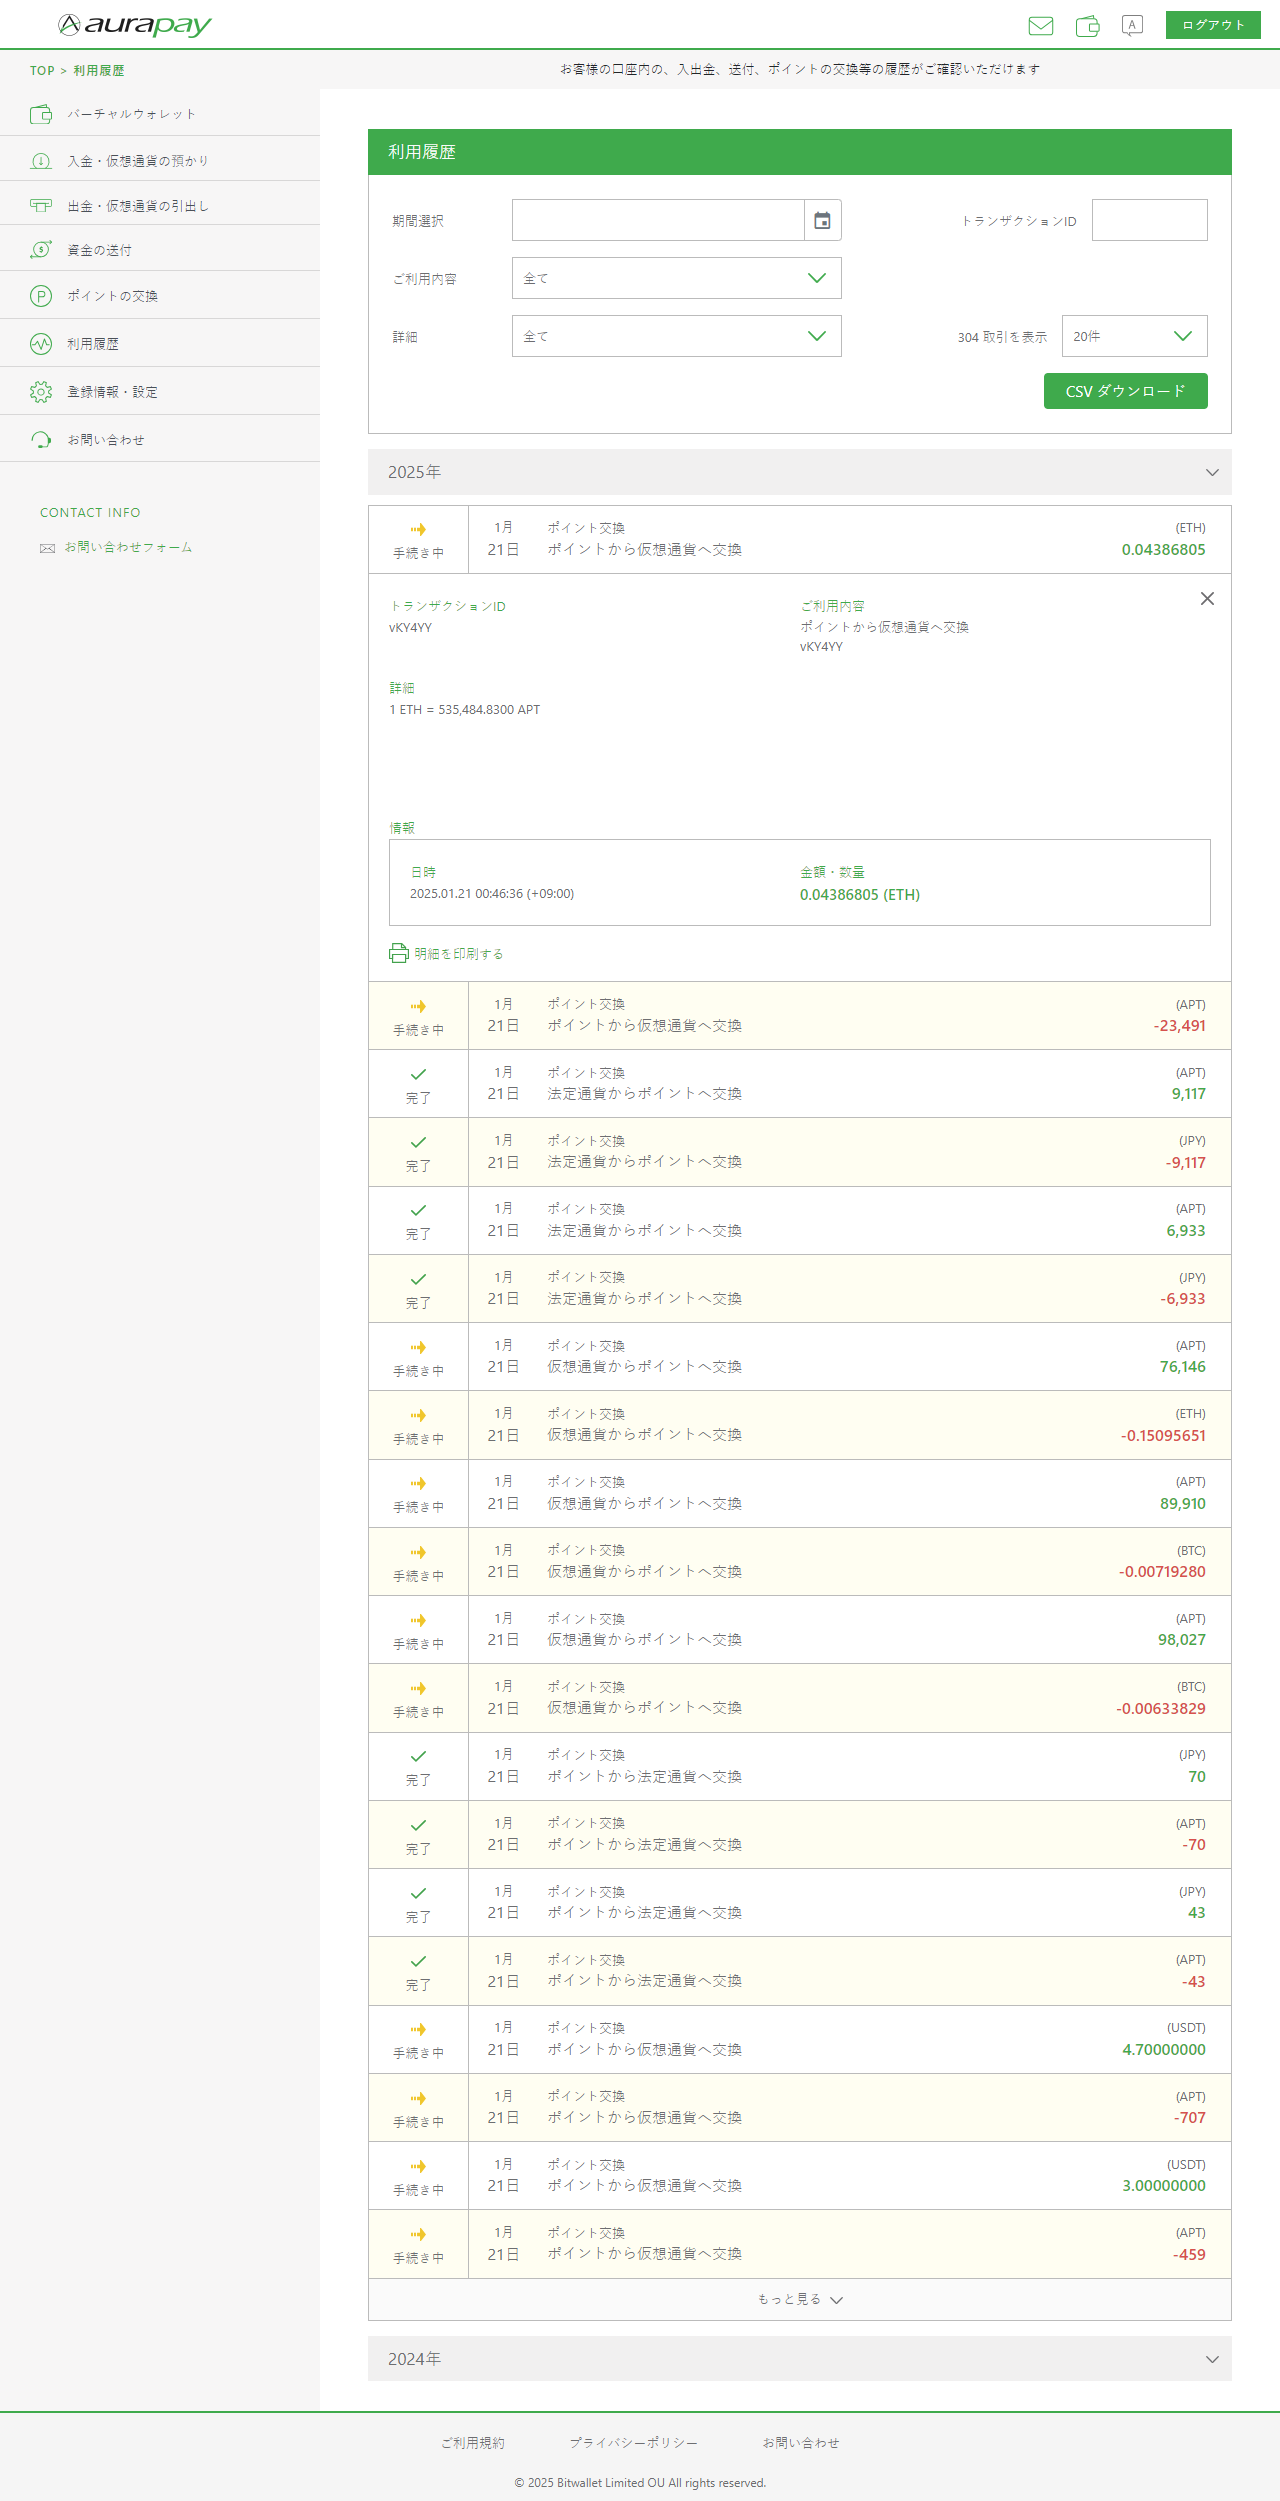 aurapay
A
ログアウト
TOP > 利用履歴
お客様の口座内の、入出金、送付、ポイントの交換等の履歴がご確認いただけます
バーチャルウォレット
入金・仮想通貨の預かり
出金・仮想通貨の引出し
資金の送付
ポイントの交換
利用履歴
登録情報・設定
お問い合わせ
CONTACT INFO
お問い合わせフォーム
利用履歴
期間選択
トランザクションID
ご利用内容
全て
詳細
全て
304 取引を表示
20件
CSV ダウンロード
2025年
手続き中
1月
21日
ポイント交換
ポイントから仮想通貨へ交換
(ETH)
0.04386805
トランザクションID
vKY4YY
ご利用内容
ポイントから仮想通貨へ交換
vKY4YY
詳細
1 ETH = 535,484.8300 APT
情報
日時
2025.01.21 00:46:36 (+09:00)
金額・数量
0.04386805 (ETH)
明細を印刷する
手続き中
1月
21日
ポイント交換
ポイントから仮想通貨へ交換
(APT)
-23,491
完了
1月
21日
ポイント交換
法定通貨からポイントへ交換
(APT)
9,117
完了
1月
21日
ポイント交換
法定通貨からポイントへ交換
(JPY)
-9,117
完了
1月
21日
ポイント交換
法定通貨からポイントへ交換
(APT)
6,933
完了
1月
21日
ポイント交換
法定通貨からポイントへ交換
(JPY)
-6,933
手続き中
1月
21日
ポイント交換
仮想通貨からポイントへ交換
(APT)
76,146
手続き中
1月
21日
ポイント交換
仮想通貨からポイントへ交換
(ETH)
-0.15095651
手続き中
1月
21日
ポイント交換
仮想通貨からポイントへ交換
(APT)
89,910
手続き中
1月
21日
ポイント交換
仮想通貨からポイントへ交換
(BTC)
-0.00719280
手続き中
1月
21日
ポイント交換
仮想通貨からポイントへ交換
(APT)
98,027
手続き中
1月
21日
ポイント交換
仮想通貨からポイントへ交換
(BTC)
-0.00633829
完了
1月
21日
ポイント交換
ポイントから法定通貨へ交換
(JPY)
70
完了
1月
21日
ポイント交換
ポイントから法定通貨へ交換
(APT)
-70
完了
1月
21日
ポイント交換
ポイントから法定通貨へ交換
(JPY)
43
完了
1月
21日
ポイント交換
ポイントから法定通貨へ交換
(APT)
-43
手続き中
1月
21日
ポイント交換
ポイントから仮想通貨へ交換
(USDT)
4.70000000
手続き中
1月
21日
ポイント交換
ポイントから仮想通貨へ交換
(APT)
-707
手続き中
1月
21日
ポイント交換
ポイントから仮想通貨へ交換
(USDT)
3.00000000
手続き中
1月
21日
ポイント交換
ポイントから仮想通貨へ交換
(APT)
-459
もっと見る
2024年
ご利用規約
プライバシーポリシー
お問い合わせ
© 2025 Bitwallet Limited OU All rights reserved.